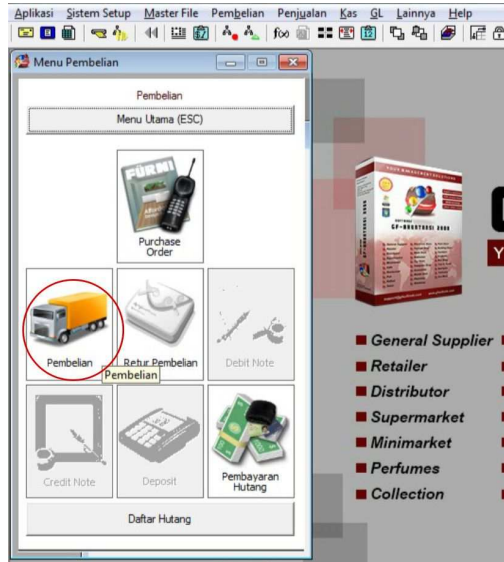 Aplikasi Sistem Setup Master File Pembelian Penjualan Kas GL Lainnya Help
Menu Pembelian
Pembelian
Menu Utama (ESC)
FÜRNI
Purchase
Order
Pembelian
Retur Pembelian
Debit Note
Pembelian
Credit Note
Deposit
Pembayaran
Hutang
Daftar Hutang
Y
General Supplier
Retailer
Distributor
Supermarket
Minimarket
Perfumes
Collection